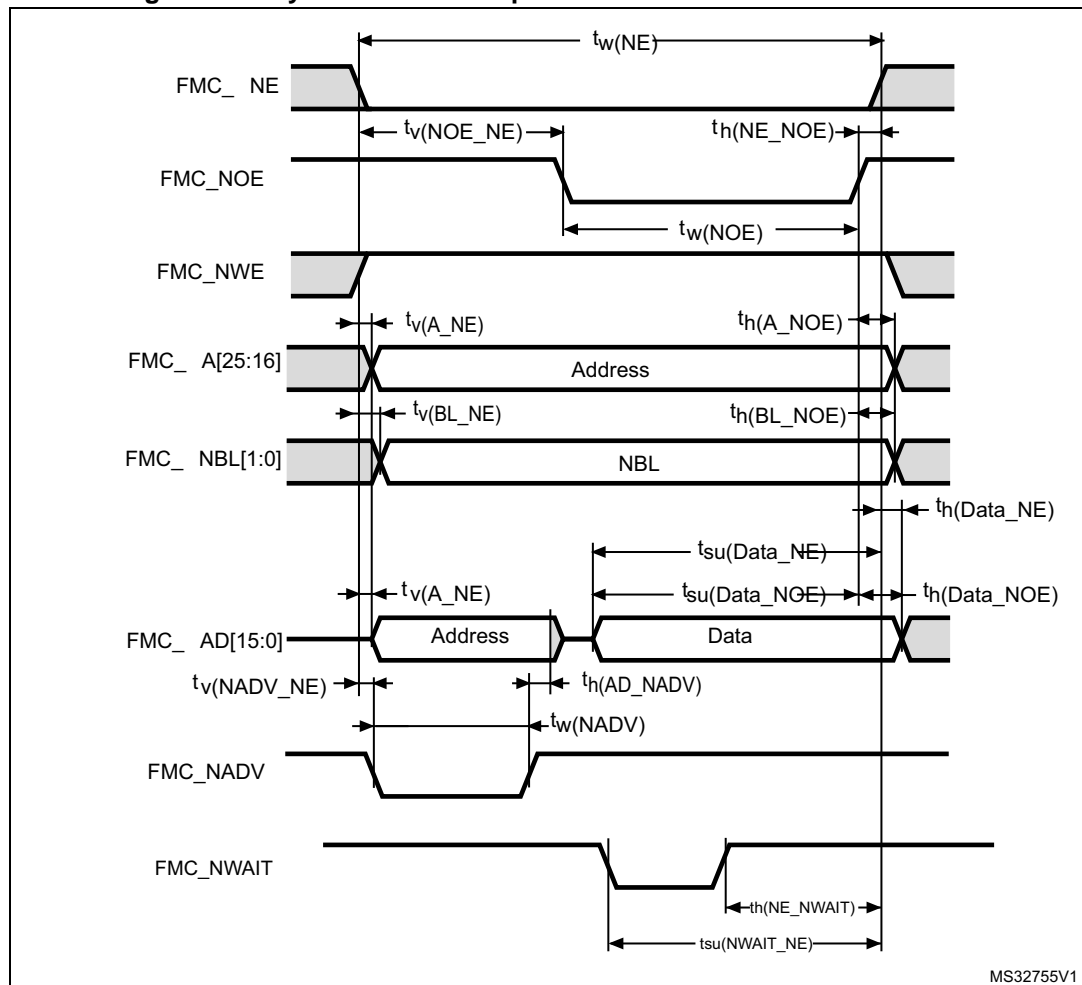 tw(NE)
FMC_ NE
tv(NOE_NE) th(NE_NOE)
FMC_NOE
tw(NOE)
FMC_NWE
tv(A_NE) th(A_NOE)
FMC_ A[25:16] Address
tv(BL_NE) th(BL_NOE)
FMC_ NBL[1:0] NBL
th(Data_NE)
tsu(Data_NE)
tv(A_NE) tsu(Data_NOE) th(Data_NOE)
FMC_ AD[15:0] Address Data
tv(NADV_NE) th(AD_NADV)
tw(NADV)
FMC_NADV
FMC_NWAIT
th(NE_NWAIT)
tsu(NWAIT_NE)
MS32755V1